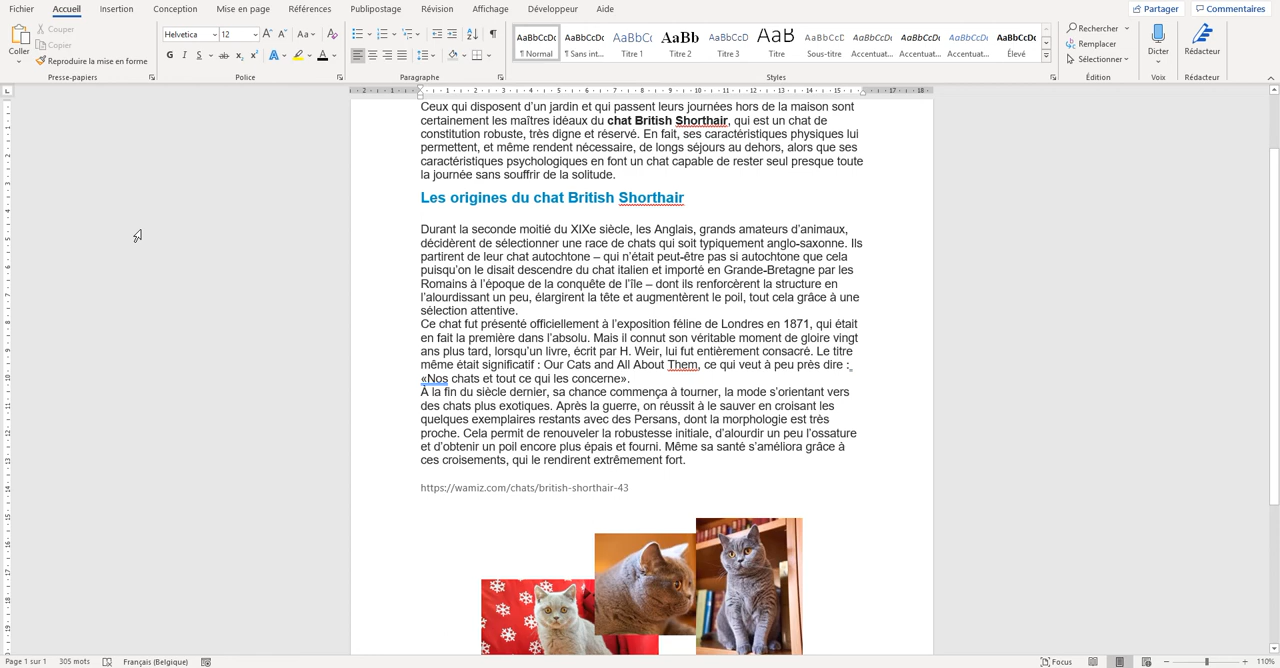 Fichier Accueil Insertion Conception Mise en page Références Publipostage Révision Affichage Développeur Aide Partager Commentaires
Coller
Couper
Copier
Reproduire la mise en forme
Presse-papiers
Helvetica 12
Police
Paragraphe
AaBbCcDc AaBbCcDc AaBbCc AaBb AaBbCcD AaB AaBbCcD AaBbCcDc AaBbCcDc AaBbCcDc AaBbCcDc
¶ Normal ¶ Sans int... Titre 1 Titre 2 Titre 3 Titre Sous-titre Accentuat... Accentuat... Accentuat... Élevé
Styles
Rechercher
Remplacer
Sélectionner
Édition
Dicter
Voix
Rédacteur
Rédacteur
Ceux qui disposent d’un jardin et qui passent leurs journées hors de la maison sont
certainement les maîtres idéaux du chat British Shorthair, qui est un chat de
constitution robuste, très digne et réservé. En fait, ses caractéristiques physiques lui
permettent, et même rendent nécessaire, de longs séjours au dehors, alors que ses
caractéristiques psychologiques en font un chat capable de rester seul presque toute
la journée sans souffrir de la solitude.
Les origines du chat British Shorthair
Durant la seconde moitié du XIXe siècle, les Anglais, grands amateurs d’animaux,
décidèrent de sélectionner une race de chats qui soit typiquement anglo-saxonne. Ils
partirent de leur chat autochtone – qui n’était peut-être pas si autochtone que cela
puisqu’on le disait descendre du chat italien et importé en Grande-Bretagne par les
Romains à l’époque de la conquête de l’île – dont ils renforcèrent la structure en
l’alourdissant un peu, élargirent la tête et augmentèrent le poil, tout cela grâce à une
sélection attentive.
Ce chat fut présenté officiellement à l’exposition féline de Londres en 1871, qui était
en fait la première dans l’absolu. Mais il connut son véritable moment de gloire vingt
ans plus tard, lorsqu’un livre, écrit par H. Weir, lui fut entièrement consacré. Le titre
même était significatif : Our Cats and All About Them, ce qui veut à peu près dire :
«Nos chats et tout ce qui les concerne».
À la fin du siècle dernier, sa chance commença à tourner, la mode s’orientant vers
des chats plus exotiques. Après la guerre, on réussit à le sauver en croisant les
quelques exemplaires restants avec des Persans, dont la morphologie est très
proche. Cela permit de renouveler la robustesse initiale, d’alourdir un peu l’ossature
et d’obtenir un poil encore plus épais et fourni. Même sa santé s’améliora grâce à
ces croisements, qui le rendirent extrêmement fort.
https://wamiz.com/chats/british-shorthair-43
Page 1 sur 1 305 mots Français (Belgique) Focus 110%